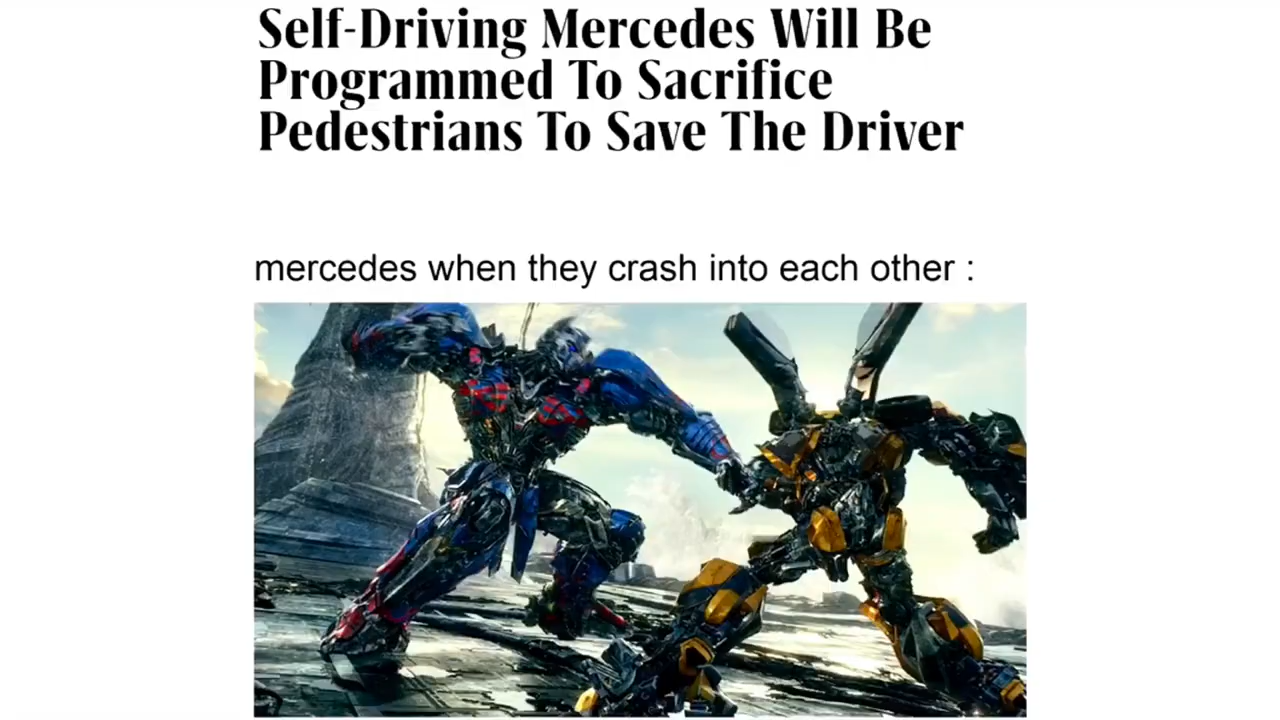 Self-Driving Mercedes Will Be
Programmed To Sacrifice
Pedestrians To Save The Driver
mercedes when they crash into each other :